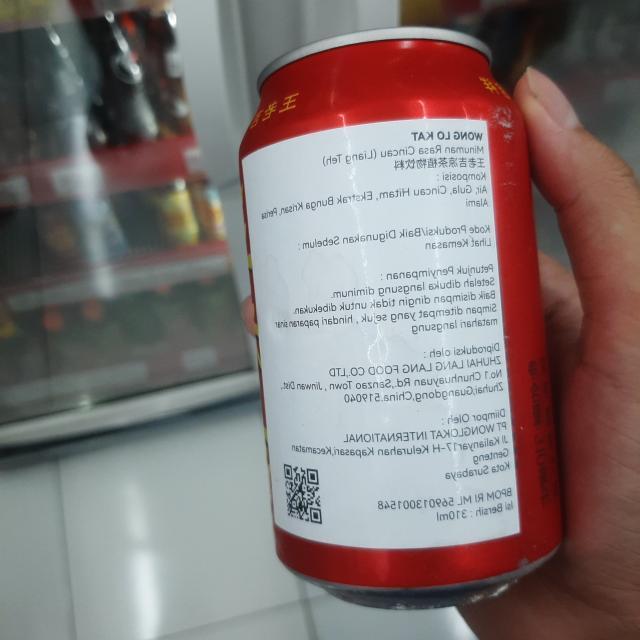 王老吉
WONG LO KAT
Minuman Rasa Cincau (Liang Teh)
王老吉凉茶植物饮料
Komposisi :
Air, Gula, Cincau Hitam, Ekstrak Bunga Krisan, Perisa
Alami
Kode Produksi/Baik Digunakan Sebelum :
Lihat Kemasan
Petunjuk Penyimpanan :
Setelah dibuka langsung diminum.
Baik disimpan dingin tidak untuk dibekukan.
Simpan ditempat yang sejuk , hindari paparan sinar
matahari langsung
Diproduksi oleh :
ZHUHAI LANG LANG FOOD CO.,LTD
No.1 Chunhuayuan Rd.,Sanzao Town , Jinwan Dist.,
Zhuhai,Guangdong,China.519040
Diimpor Oleh :
PT WONGLOKAT INTERNATIONAL
Jl Kalianyar17-H Kelurahan Kapasari,Kecamatan
Genteng
Kota Surabaya
BPOM RI ML 569013001548
Isi Bersih : 310ml